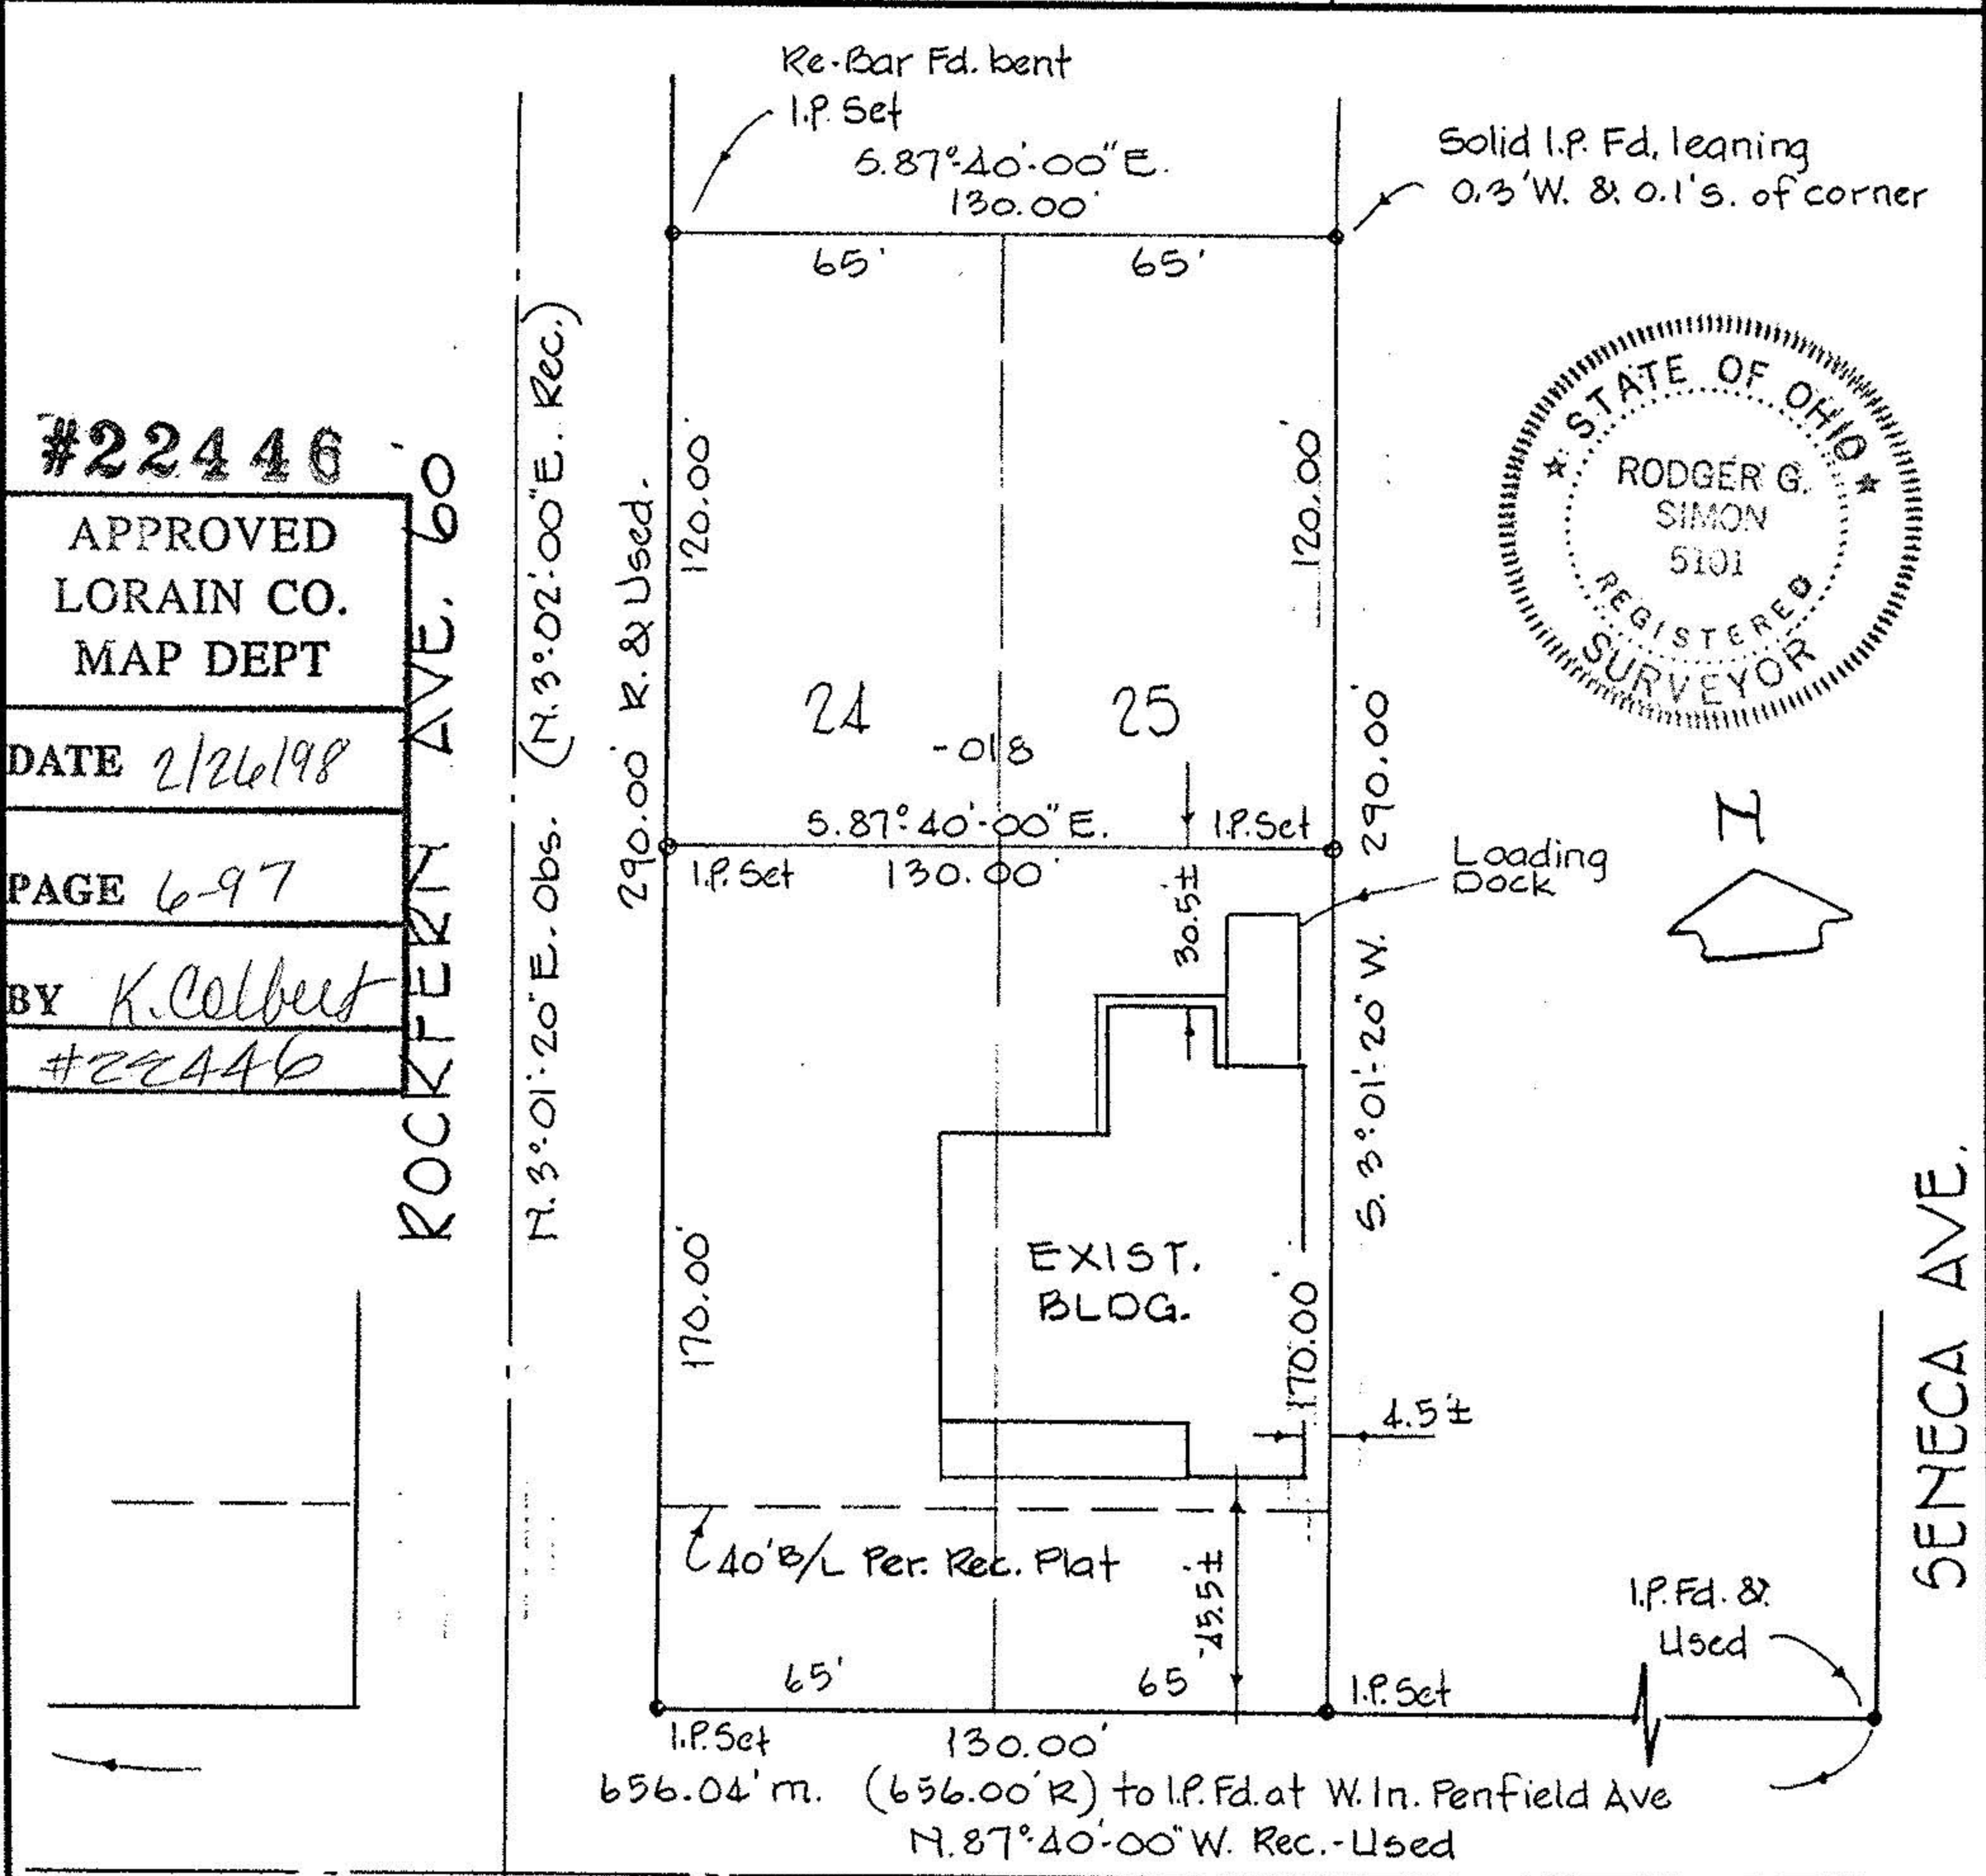 Re-Bar Fd. bent
I.P. Set
S.87°-40'-00"E.
130.00'
Solid I.P. Fd. leaning
0.3'W. & 0.1's. of corner
65' 65'
STATE OF OHIO
RODGER G.
SIMON
5101
REGISTERED
SURVEYOR
#22446
APPROVED
LORAIN CO.
MAP DEPT
DATE 2/26/98
PAGE 6-97
BY K. Colbert
#22446
ROCKFERN AVE. 60'
N.3°-01'-20"E. Obs. (N.3°-02'-00"E. Rec.)
290.00' R. & Used.
120.00'
120.00'
24 25
-018
S.87°-40'-00"E. I.P. Set
I.P. Set 130.00'
30.5'±
290.00'
S.3°-01'-20"W.
Loading
Dock
N
170.00'
EXIST.
BLDG.
170.00'
4.5'±
SENECA AVE.
40'B/L Per. Rec. Plat
45.5'±
I.P. Fd. &
Used
65' 65
I.P. Set
I.P. Set 130.00'
656.04'm. (656.00'R) to I.P. Fd. at W. ln. Penfield Ave
N.87°-40'-00"W. Rec.-Used